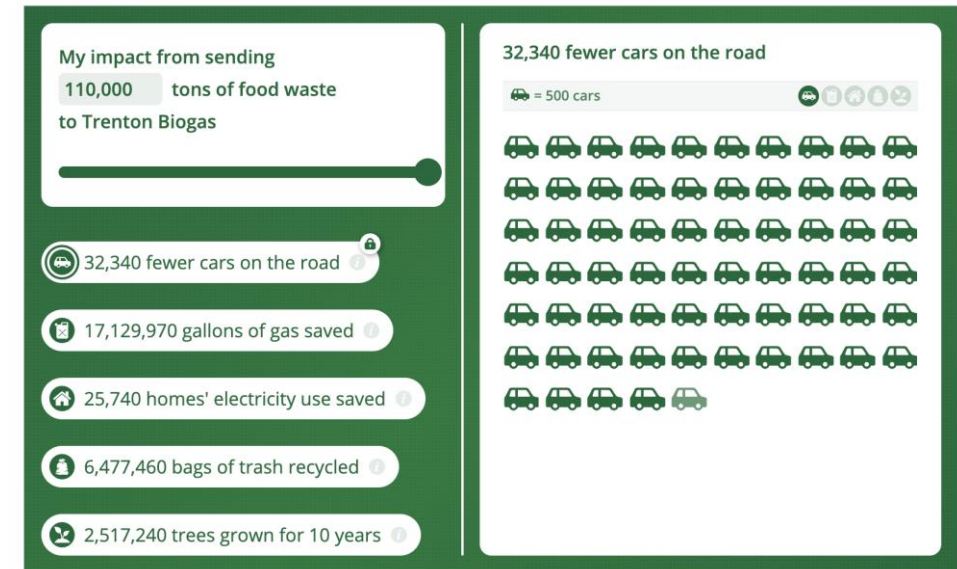 My impact from sending
110,000 tons of food waste
to Trenton Biogas
32,340 fewer cars on the road
17,129,970 gallons of gas saved
25,740 homes' electricity use saved
6,477,460 bags of trash recycled
2,517,240 trees grown for 10 years
32,340 fewer cars on the road
= 500 cars